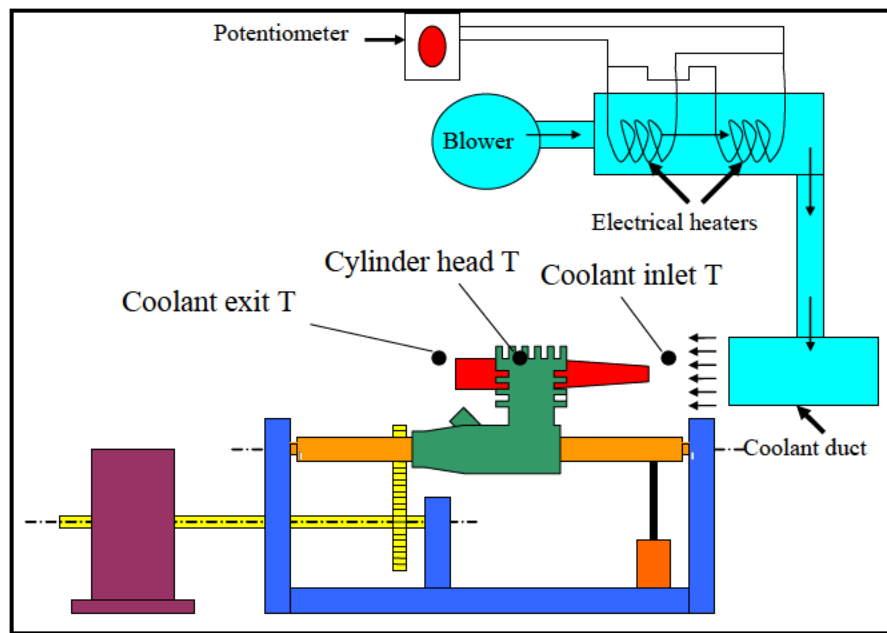 Potentiometer
Blower
Electrical heaters
Cylinder head T
Coolant inlet T
Coolant exit T
Coolant duct